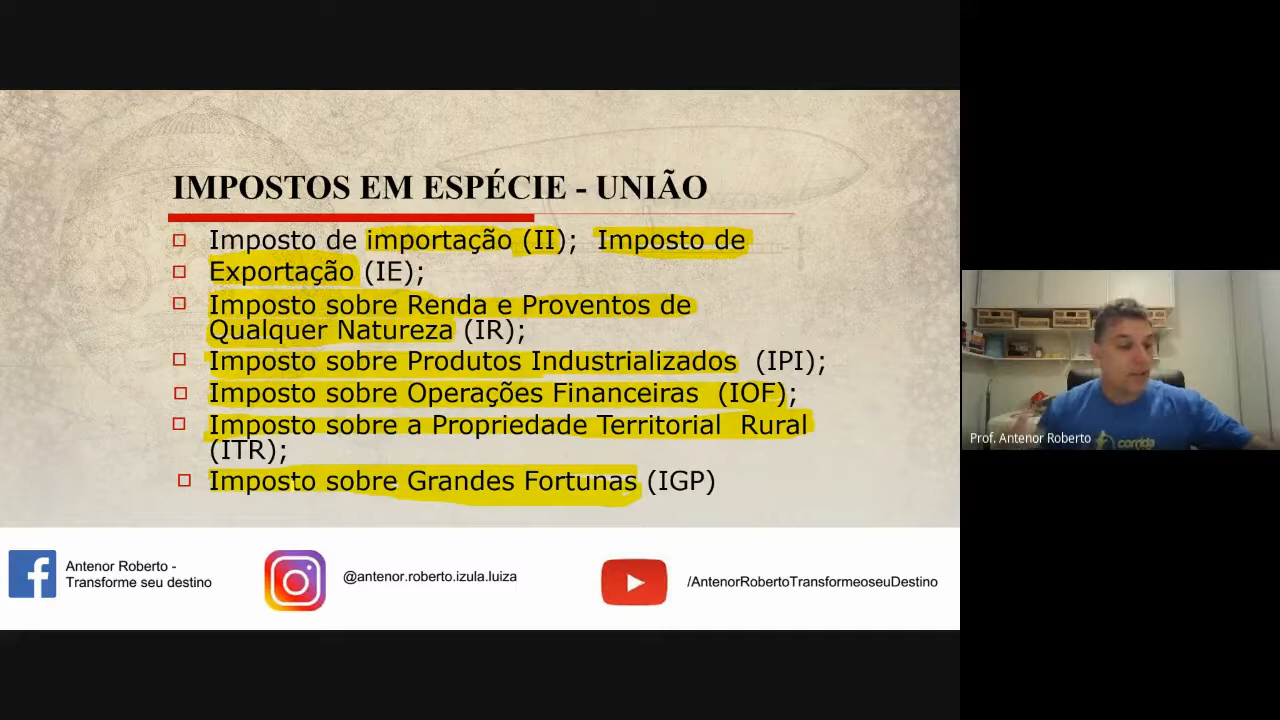 IMPOSTOS EM ESPÉCIE - UNIÃO
Imposto de importação (II); Imposto de
Exportação (IE);
Imposto sobre Renda e Proventos de
Qualquer Natureza (IR);
Imposto sobre Produtos Industrializados (IPI);
Imposto sobre Operações Financeiras (IOF);
Imposto sobre a Propriedade Territorial Rural
(ITR);
Imposto sobre Grandes Fortunas (IGP)
Antenor Roberto -
Transforme seu destino
@antenor.roberto.izula.luiza
/AntenorRobertoTransformeoseuDestino
corrida
Prof. Antenor Roberto